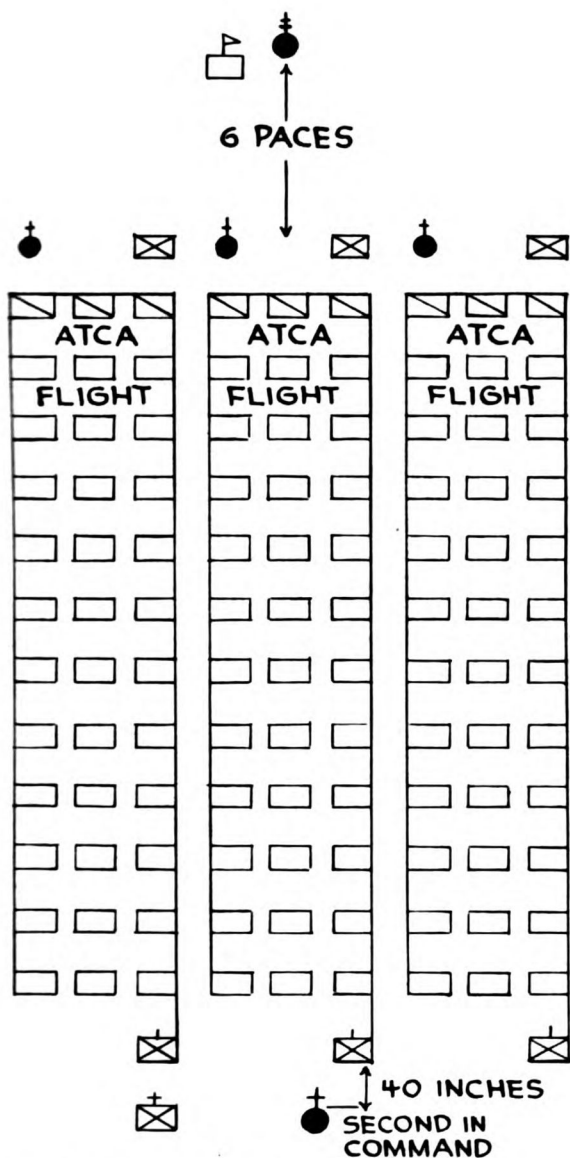 6 PACES
ATCA ATCA ATCA
FLIGHT FLIGHT FLIGHT
40 INCHES
SECOND IN
COMMAND